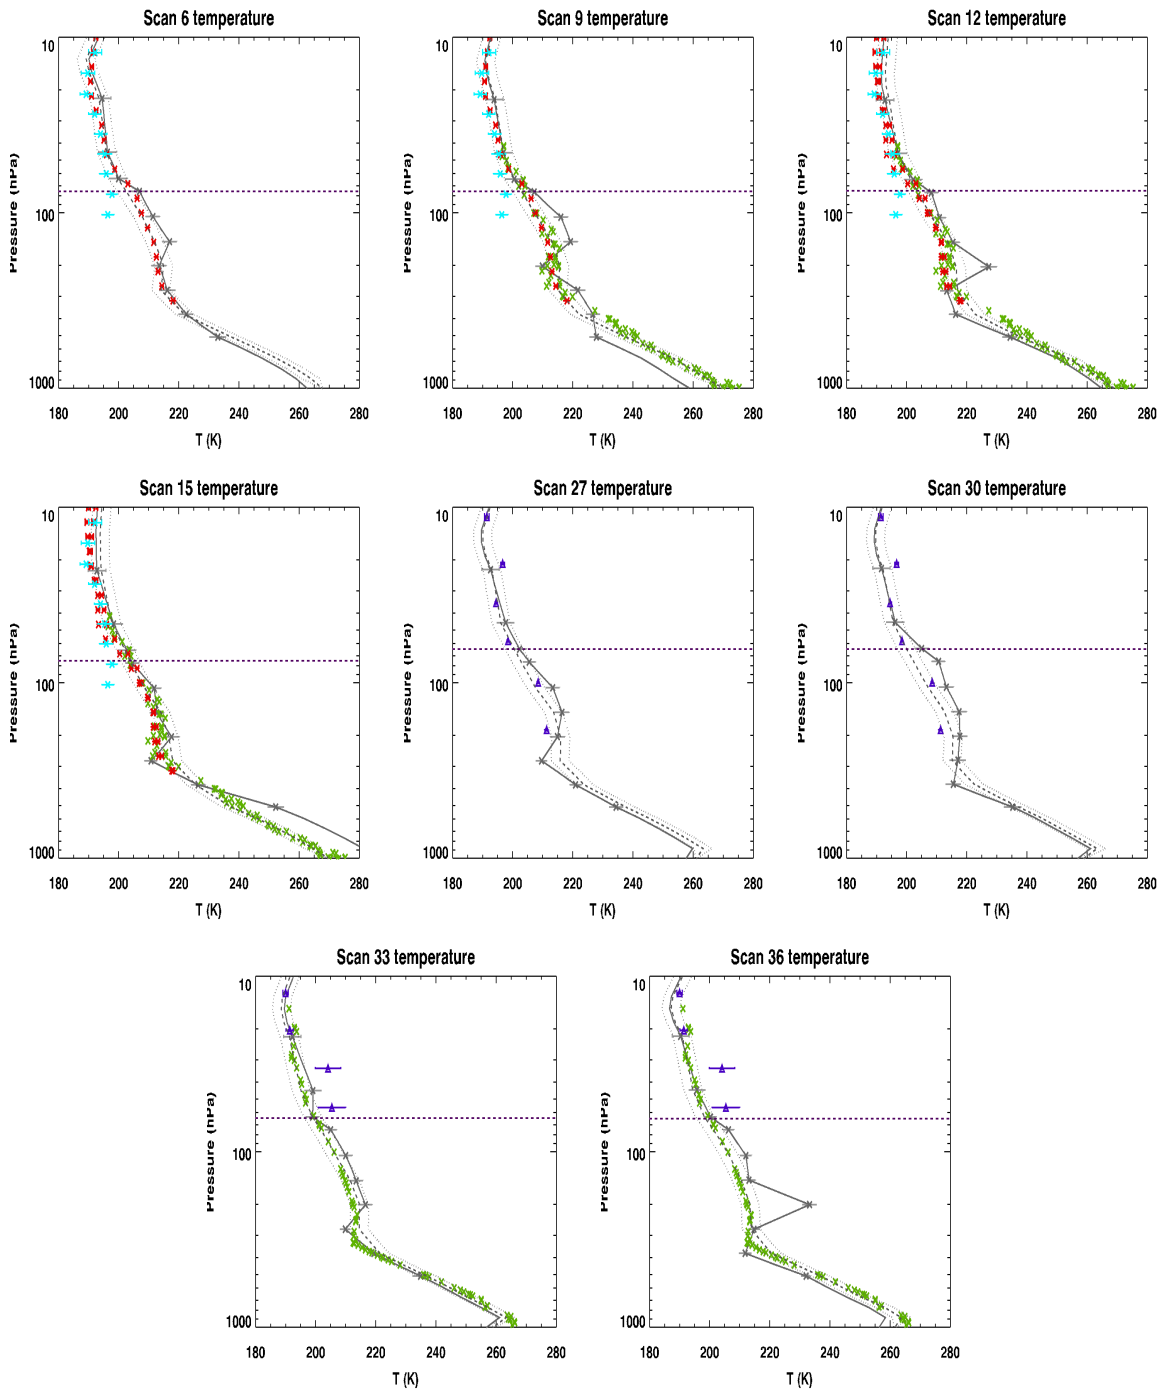 Scan 6 temperature
10
100
1000
180 200 220 240 260 280
T (K)
Pressure (hPa)
Scan 9 temperature
10
100
1000
180 200 220 240 260 280
T (K)
Pressure (hPa)
Scan 12 temperature
10
100
1000
180 200 220 240 260 280
T (K)
Pressure (hPa)
Scan 15 temperature
10
100
1000
180 200 220 240 260 280
T (K)
Pressure (hPa)
Scan 27 temperature
10
100
1000
180 200 220 240 260 280
T (K)
Pressure (hPa)
Scan 30 temperature
10
100
1000
180 200 220 240 260 280
T (K)
Pressure (hPa)
Scan 33 temperature
10
100
1000
180 200 220 240 260 280
T (K)
Pressure (hPa)
Scan 36 temperature
10
100
1000
180 200 220 240 260 280
T (K)
Pressure (hPa)